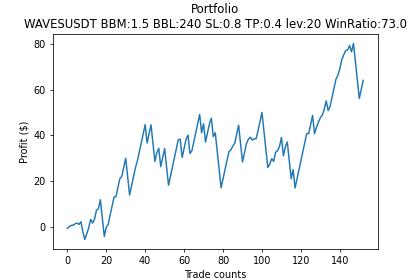 Portfolio
WAVESUSDT BBM:1.5 BBL:240 SL:0.8 TP:0.4 lev:20 WinRatio:73.0
80
60
40
20
0
Profit ($)
0 20 40 60 80 100 120 140
Trade counts